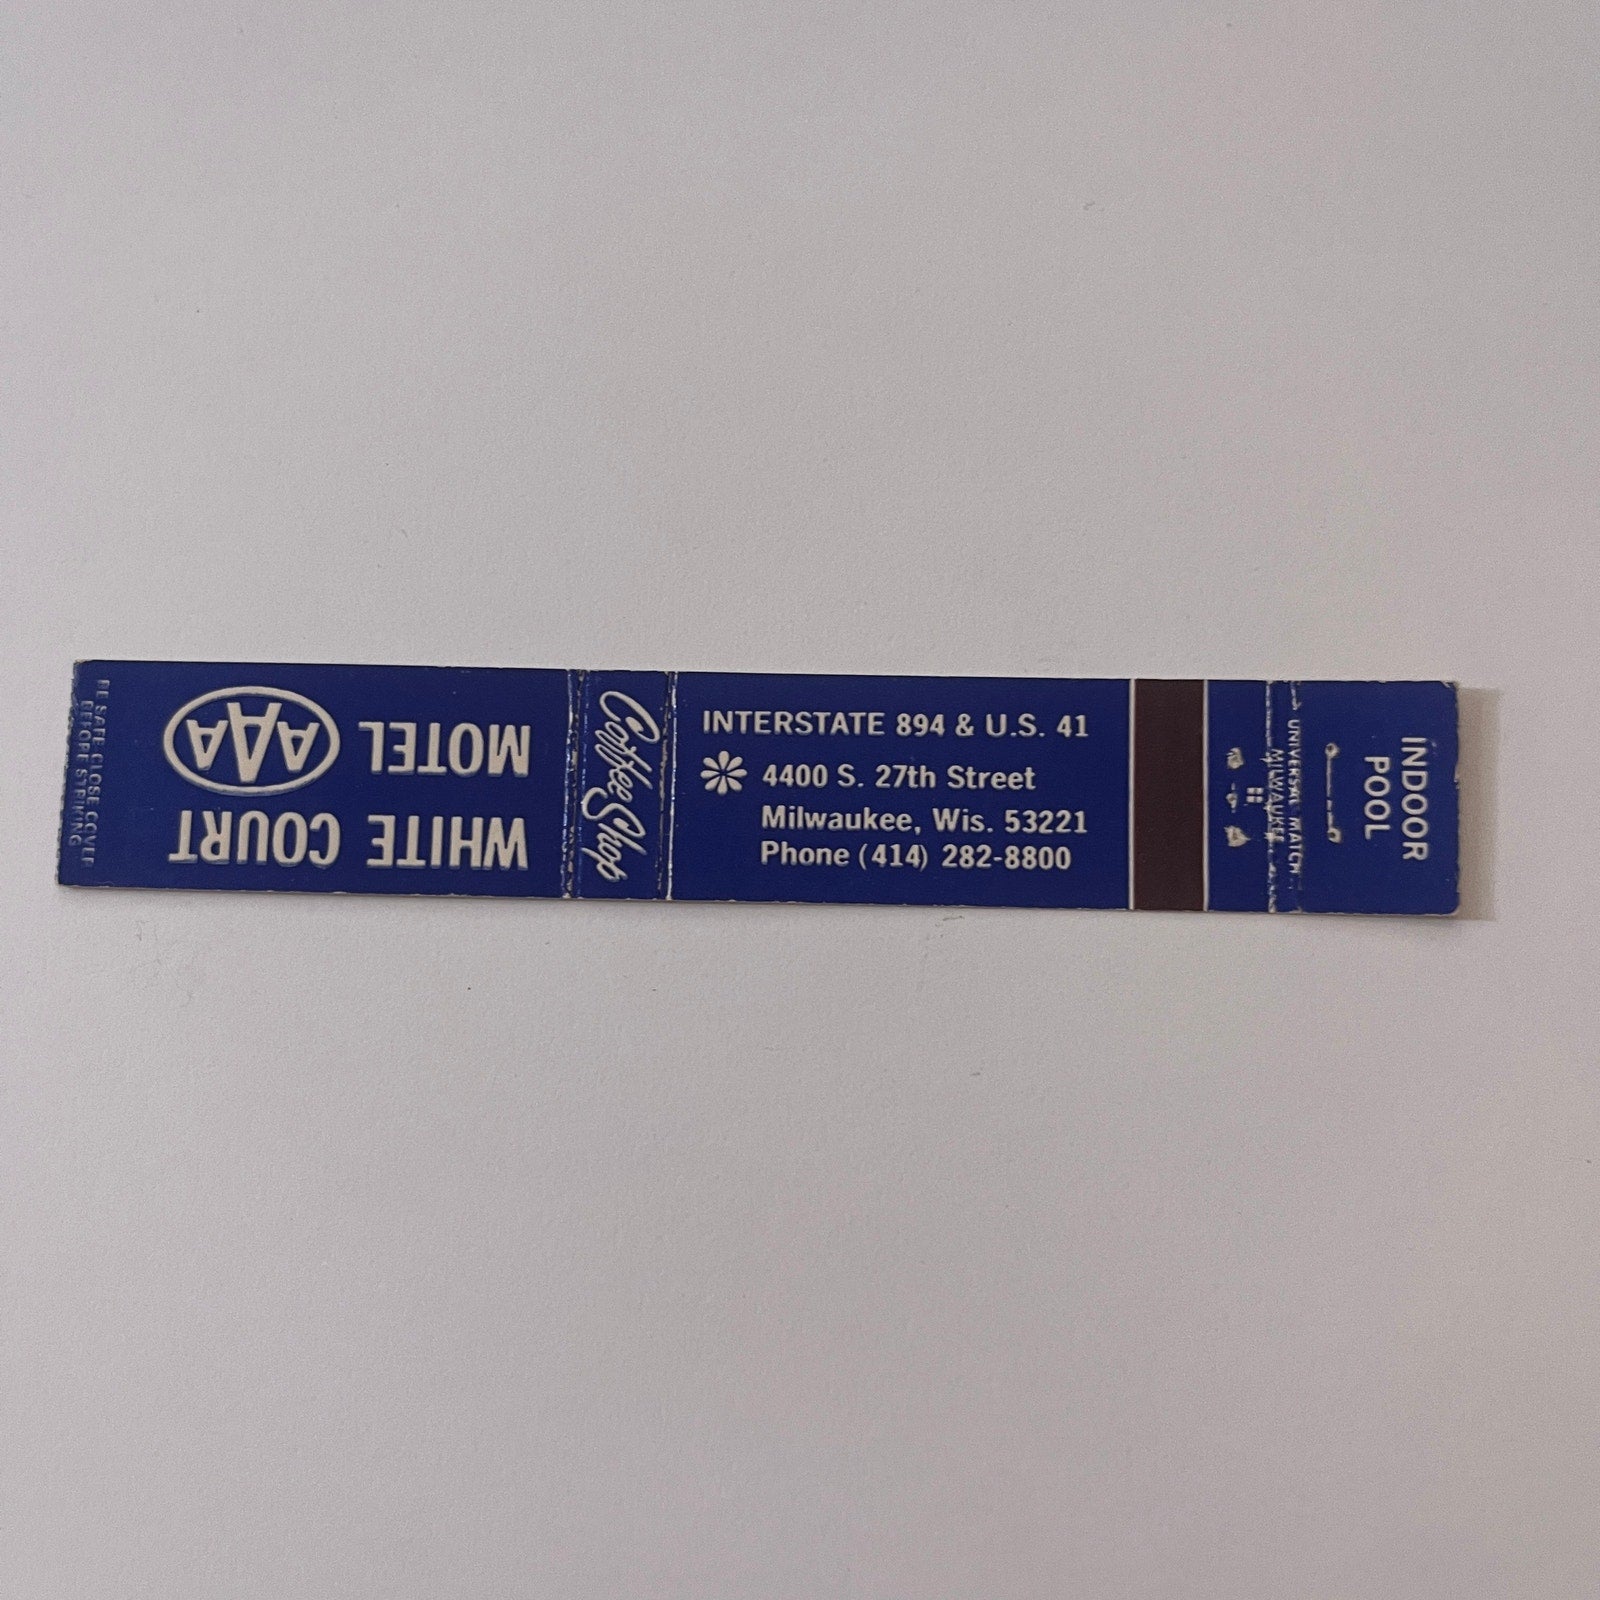 BE SAFE CLOSE COVER
BEFORE STRIKING
WHITE COURT
MOTEL
AAA
Coffee Shop
INTERSTATE 894 & U.S. 41
4400 S. 27th Street
Milwaukee, Wis. 53221
Phone (414) 282-8800
UNIVERSAL MATCH
MILWAUKEE
INDOOR
POOL